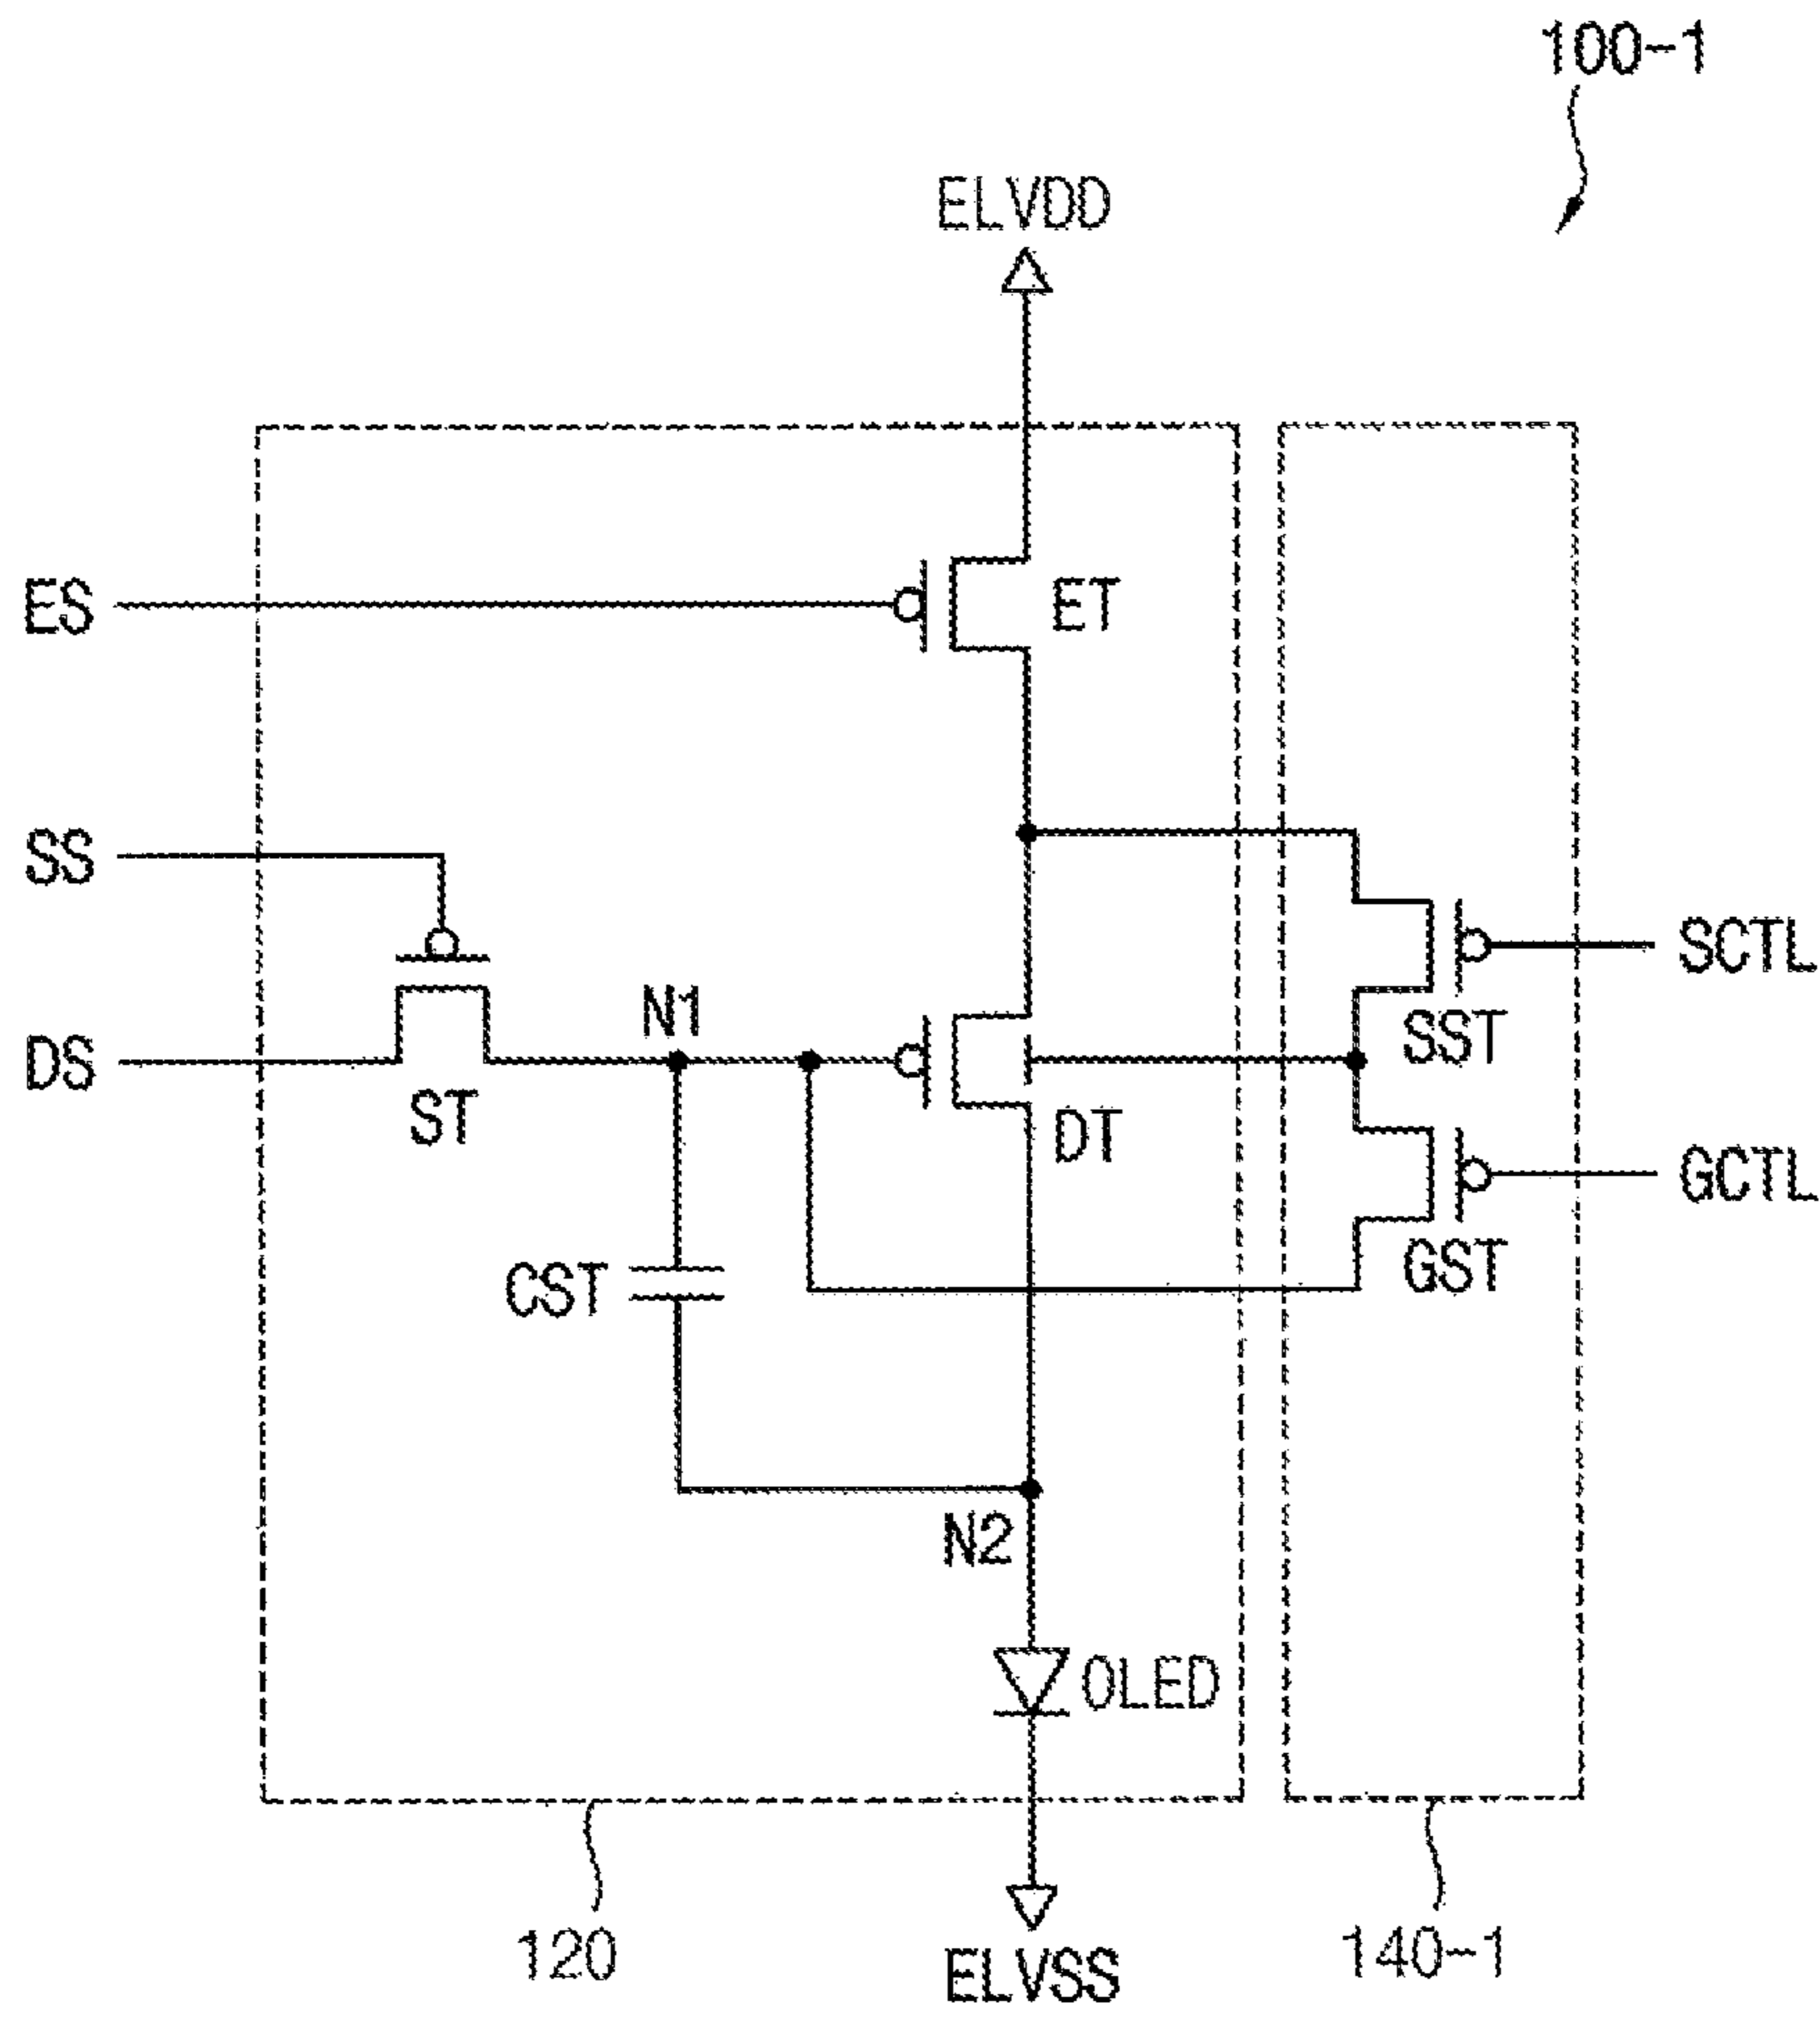 100-1
ELVDD
ES
ET
SS
SCTL
N1
SST
DS
ST
DT
GCTL
CST
GST
N2
OLED
120
140-1
ELVSS